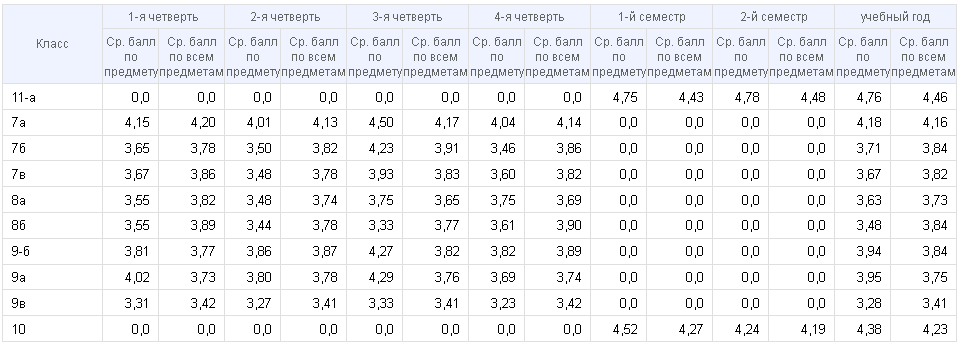 Класс 1-я четверть 2-я четверть 3-я четверть 4-я четверть 1-й семестр 2-й семестр учебный год
Ср. балл по предмету Ср. балл по всем предметам Ср. балл по предмету Ср. балл по всем предметам Ср. балл по предмету Ср. балл по всем предметам Ср. балл по предмету Ср. балл по всем предметам Ср. балл по предмету Ср. балл по всем предметам Ср. балл по предмету Ср. балл по всем предметам Ср. балл по предмету Ср. балл по всем предметам
11-а 0,0 0,0 0,0 0,0 0,0 0,0 0,0 0,0 4,75 4,43 4,78 4,48 4,76 4,46
7а 4,15 4,20 4,01 4,13 4,50 4,17 4,04 4,14 0,0 0,0 0,0 0,0 4,18 4,16
7б 3,65 3,78 3,50 3,82 4,23 3,91 3,46 3,86 0,0 0,0 0,0 0,0 3,71 3,84
7в 3,67 3,86 3,48 3,78 3,93 3,83 3,60 3,82 0,0 0,0 0,0 0,0 3,67 3,82
8а 3,55 3,82 3,48 3,74 3,75 3,65 3,75 3,69 0,0 0,0 0,0 0,0 3,63 3,73
8б 3,55 3,89 3,44 3,78 3,33 3,77 3,61 3,90 0,0 0,0 0,0 0,0 3,48 3,84
9-б 3,81 3,77 3,86 3,87 4,27 3,82 3,82 3,89 0,0 0,0 0,0 0,0 3,94 3,84
9а 4,02 3,73 3,80 3,78 4,29 3,76 3,69 3,74 0,0 0,0 0,0 0,0 3,95 3,75
9в 3,31 3,42 3,27 3,41 3,33 3,41 3,23 3,42 0,0 0,0 0,0 0,0 3,28 3,41
10 0,0 0,0 0,0 0,0 0,0 0,0 0,0 0,0 4,52 4,27 4,24 4,19 4,38 4,23